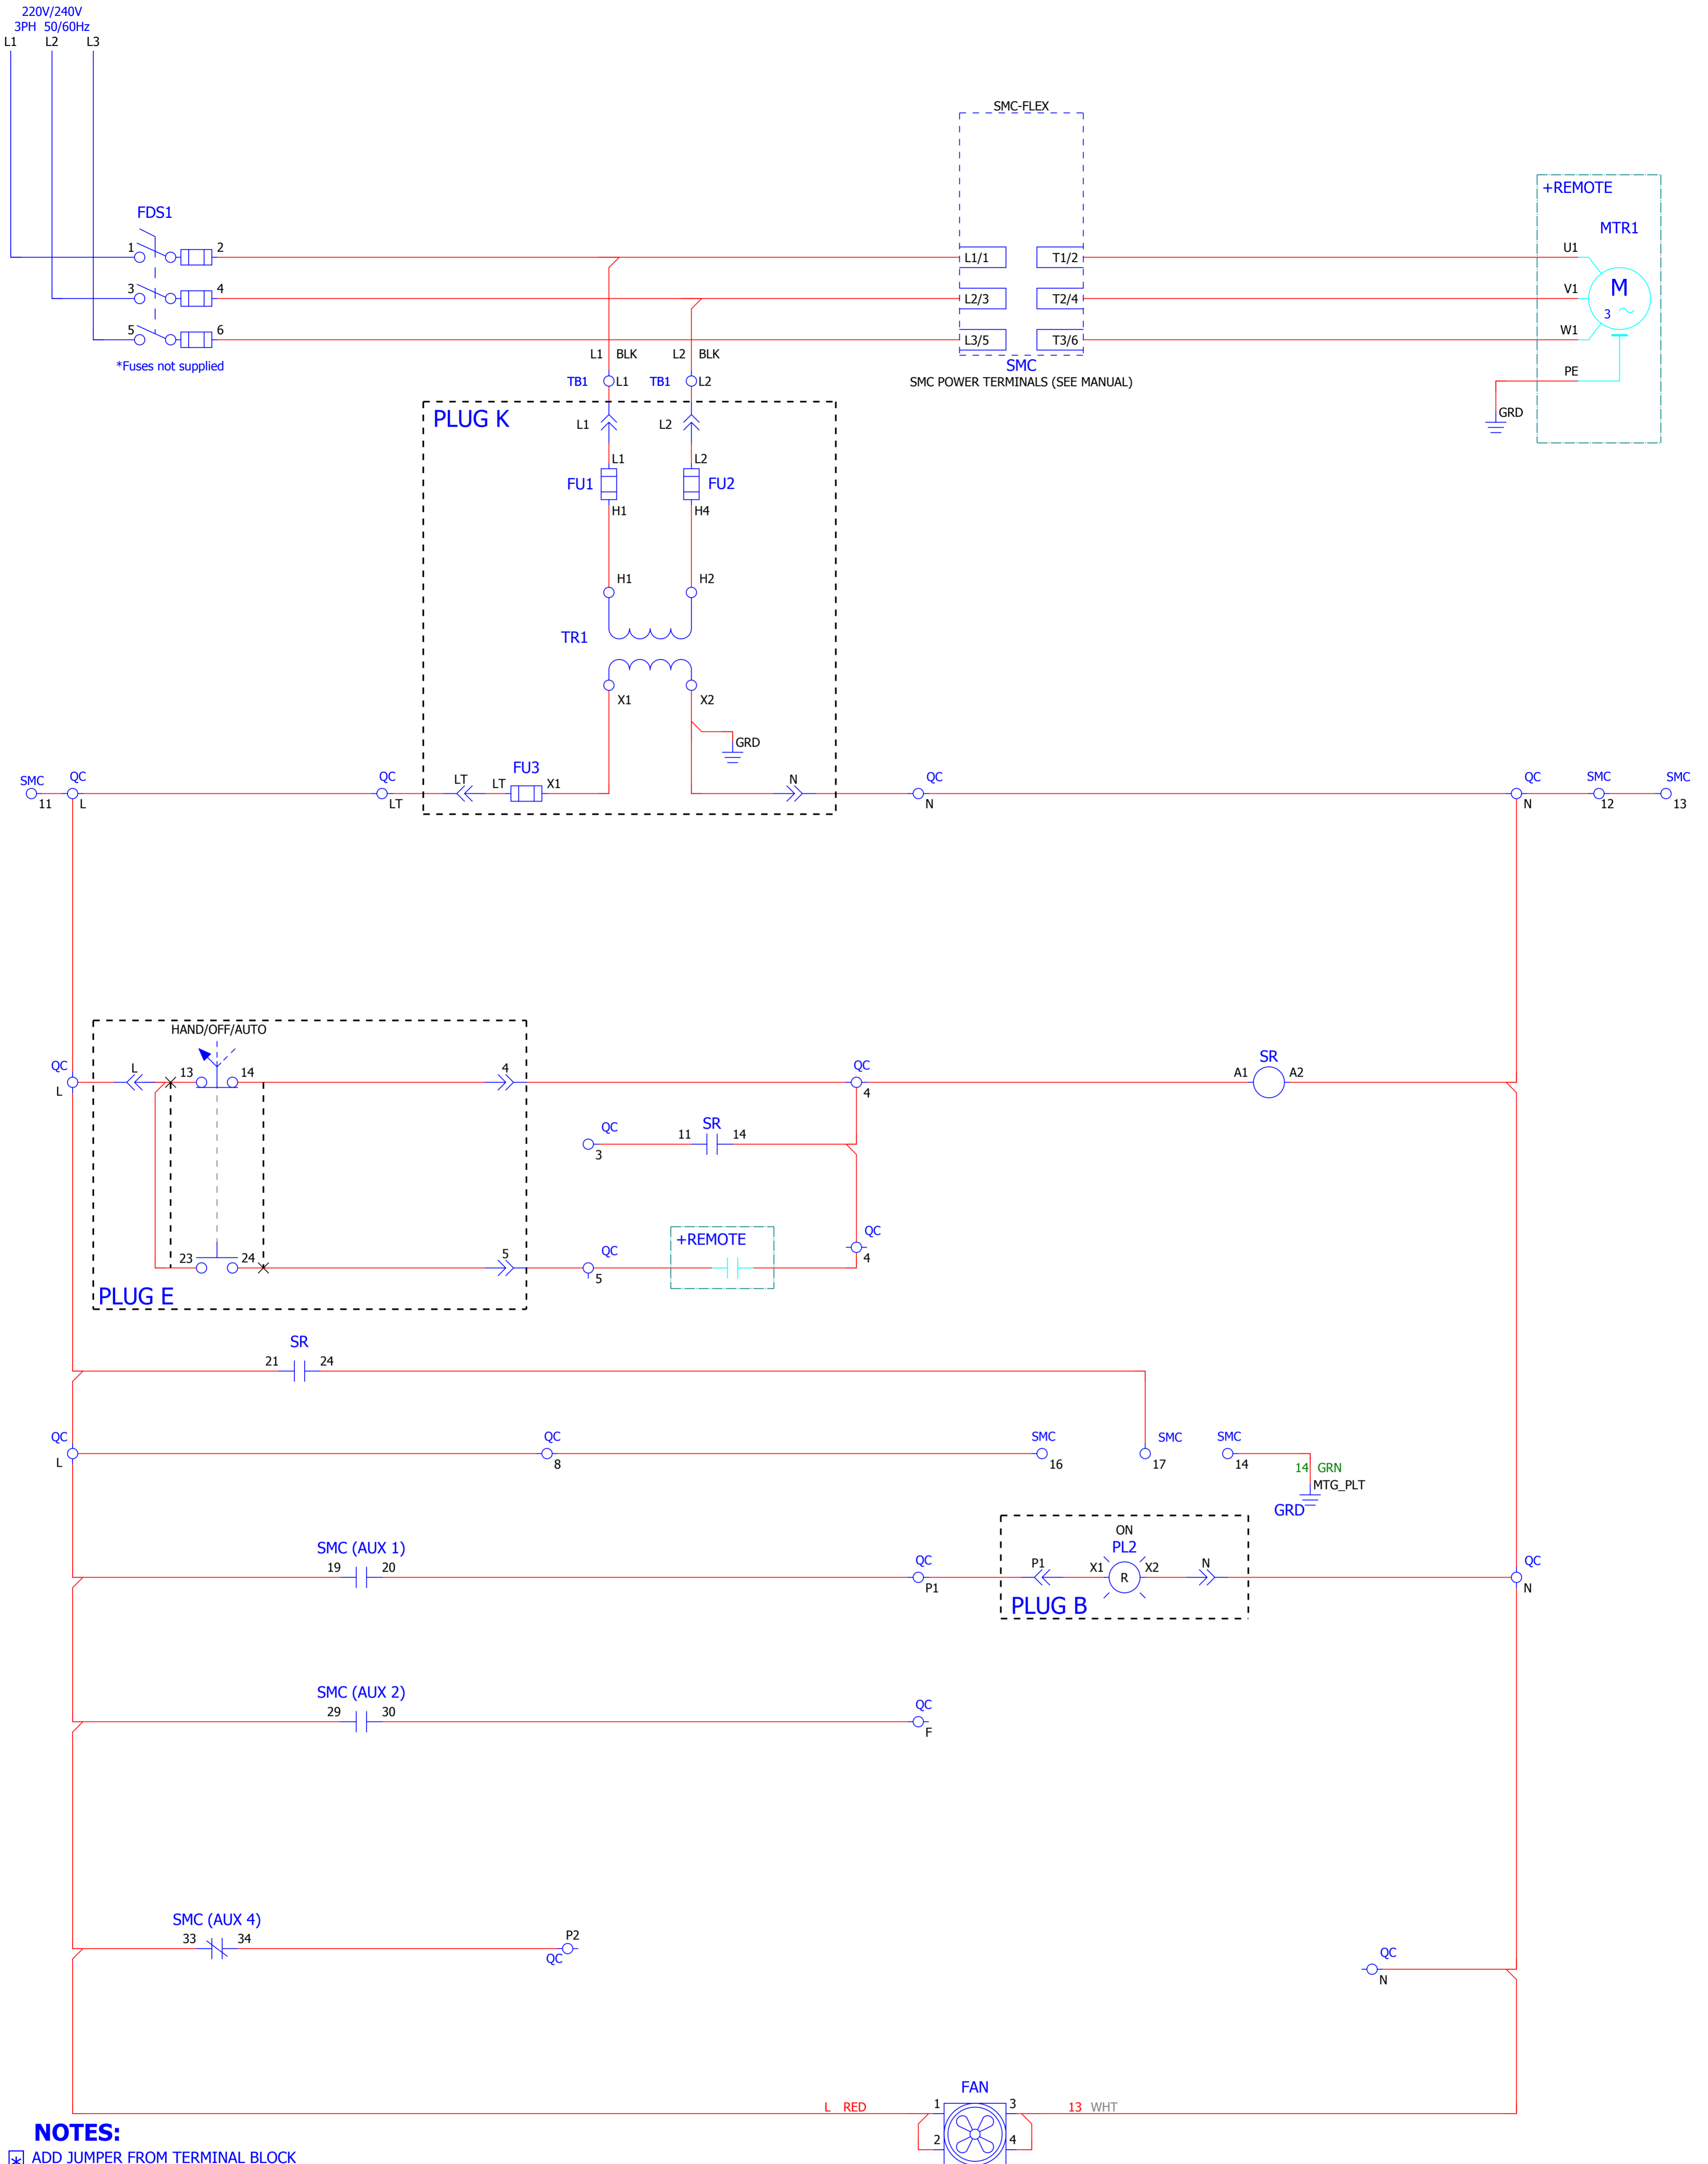 220V/240V
3PH 50/60Hz
L1 L2 L3
SMC-FLEX
+REMOTE
MTR1
FDS1
1 2 L1/1 T1/2 U1
3 4 L2/3 T2/4 V1
M
3
5 6 L3/5 T3/6 W1
*Fuses not supplied
L1 BLK L2 BLK
SMC
SMC POWER TERMINALS (SEE MANUAL)
PE
TB1 L1 TB1 L2
GRD
PLUG K
L1 L2
L1 L2
FU1 FU2
H1 H4
H1 H2
TR1
X1 X2
GRD
FU3
SMC QC QC LT LT X1 N QC QC SMC SMC
11 L LT N N 12 13
HAND/OFF/AUTO
QC L 13 14 4 QC SR
L 4 A1 A2
QC SR
3 11 14
QC
+REMOTE
23 24 5 QC 4
5
PLUG E
SR
21 24
QC QC SMC SMC SMC
L 8 16 17 14
14 GRN
MTG_PLT
GRD
ON
SMC (AUX 1) PL2
19 20 QC P1 X1 X2 N QC
P1 R N
PLUG B
SMC (AUX 2)
29 30 QC
F
SMC (AUX 4)
33 34 P2
QC
QC
N
FAN
L RED 1 3 13 WHT
2 4
NOTES:
* ADD JUMPER FROM TERMINAL BLOCK